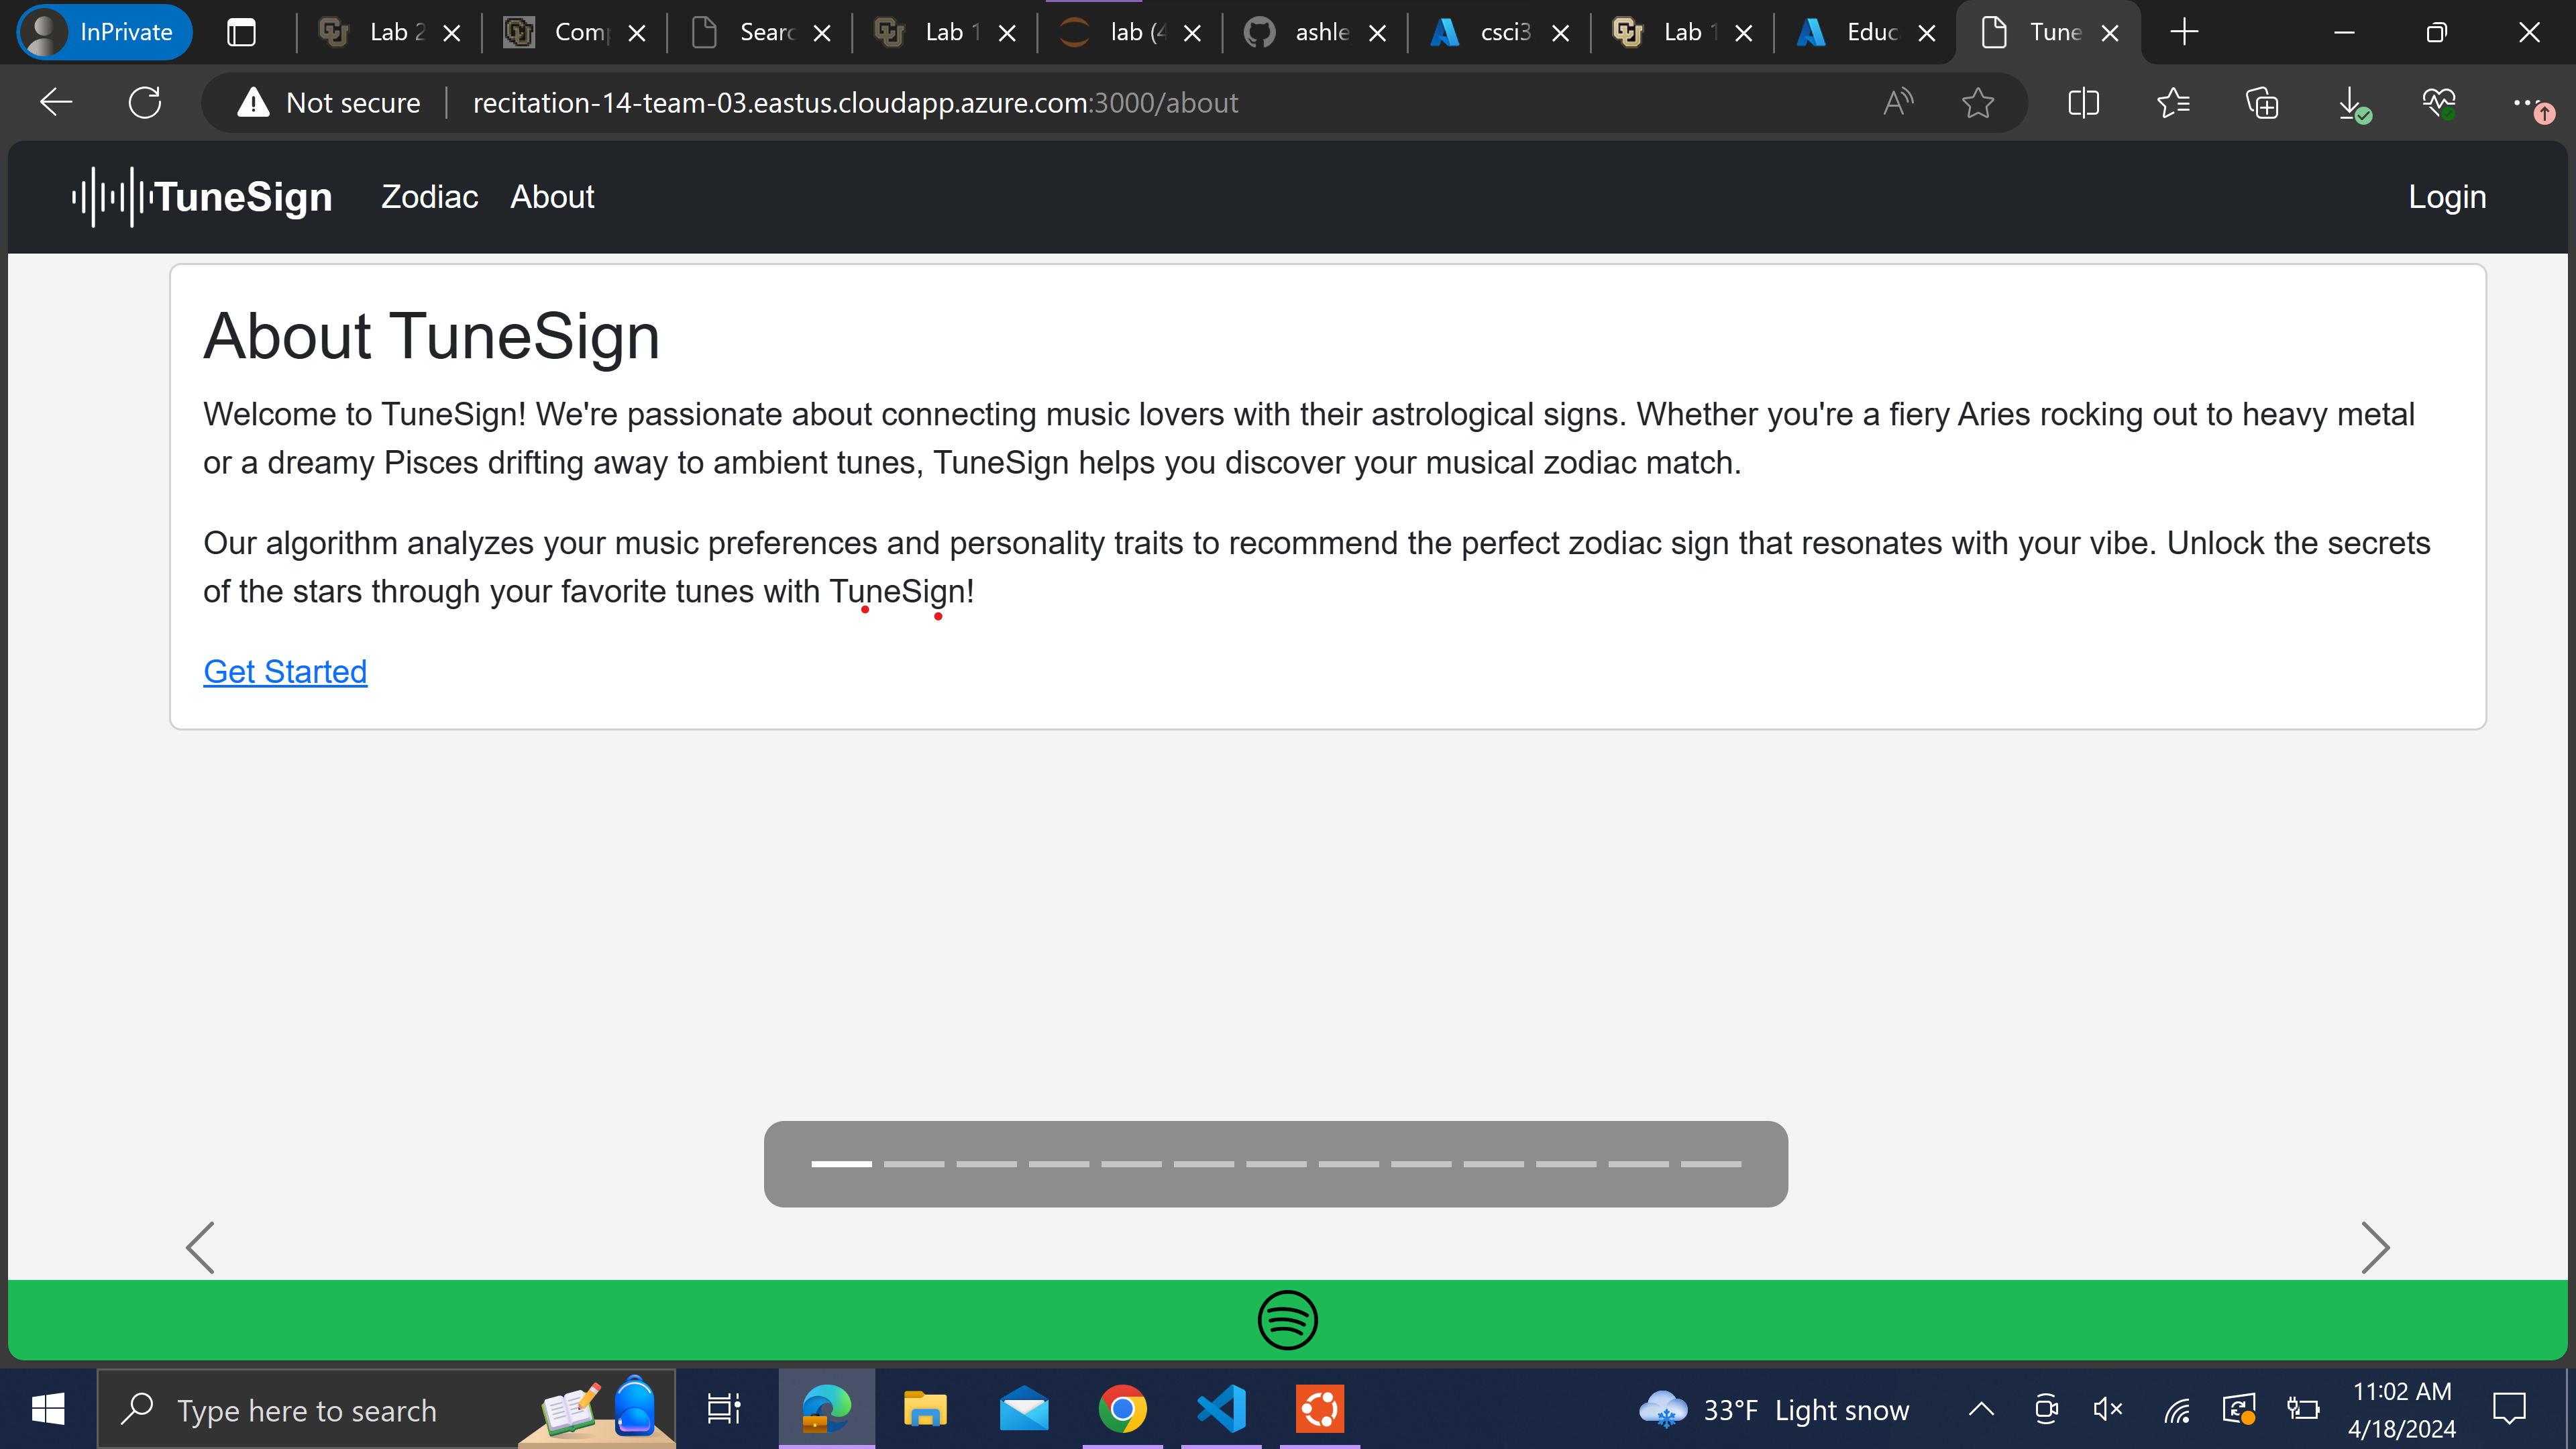 InPrivate
Lab 2
Comp
Searc
Lab 1
lab (4
ashle
csci3
Lab 1
Educ
Tune
Not secure
recitation-14-team-03.eastus.cloudapp.azure.com:3000/about
TuneSign
Zodiac
About
Login
About TuneSign
Welcome to TuneSign! We're passionate about connecting music lovers with their astrological signs. Whether you're a fiery Aries rocking out to heavy metal
or a dreamy Pisces drifting away to ambient tunes, TuneSign helps you discover your musical zodiac match.
Our algorithm analyzes your music preferences and personality traits to recommend the perfect zodiac sign that resonates with your vibe. Unlock the secrets
of the stars through your favorite tunes with TuneSign!
Get Started
Type here to search
33°F Light snow
11:02 AM
4/18/2024